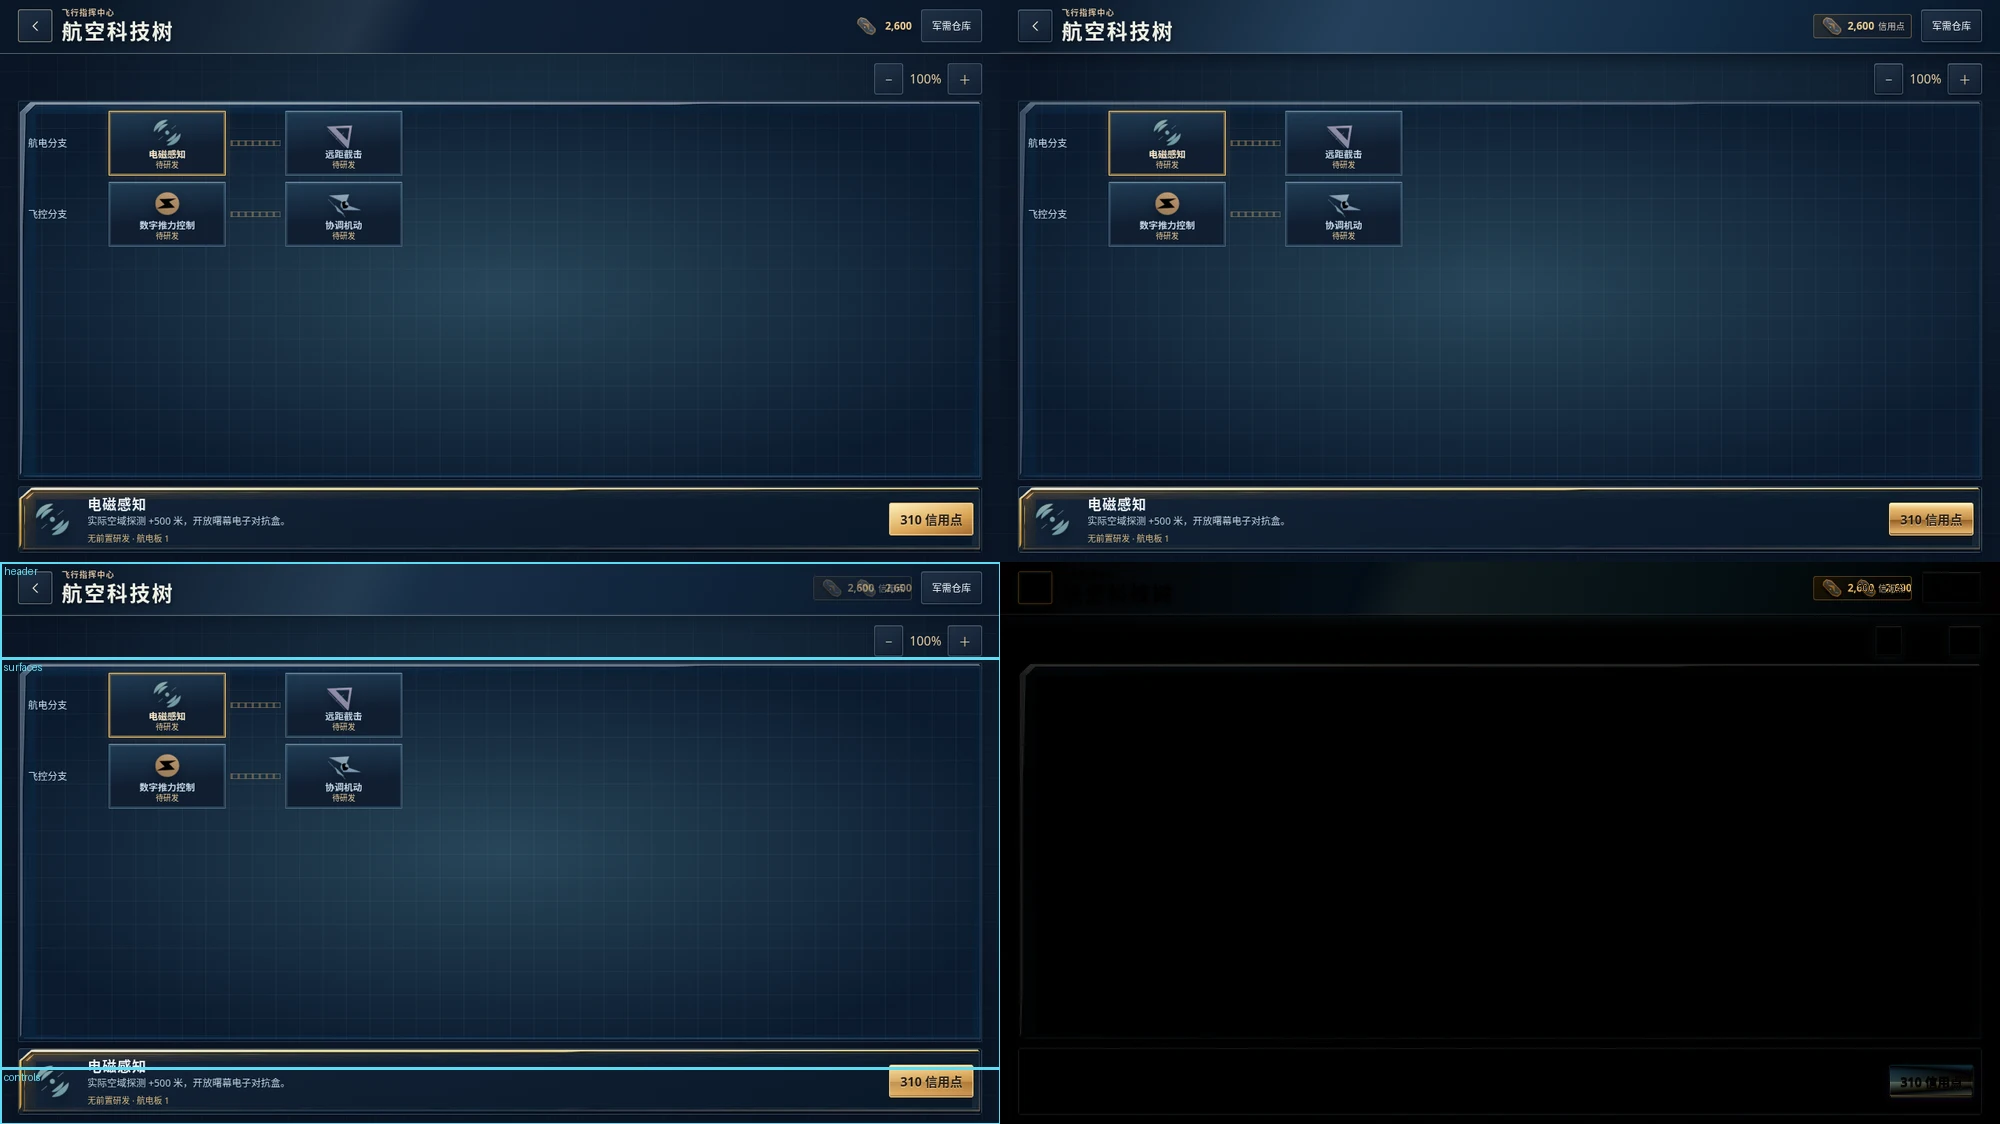 飞行指挥中心
航空科技树
2,600
军需仓库
- 100% +
航电分支
电磁感知
待研发
远距截击
待研发
飞控分支
数字推力控制
待研发
协调机动
待研发
电磁感知
实际空域探测 +500 米，开放曙幕电子对抗盒。
无前置研发 · 航电板 1
310 信用点
飞行指挥中心
航空科技树
2,600 信用点
军需仓库
- 100% +
航电分支
电磁感知
待研发
远距截击
待研发
飞控分支
数字推力控制
待研发
协调机动
待研发
电磁感知
实际空域探测 +500 米，开放曙幕电子对抗盒。
无前置研发 · 航电板 1
310 信用点
header
飞行指挥中心
航空科技树
2,600
2,600
军需仓库
- 100% +
surfaces
航电分支
电磁感知
待研发
远距截击
待研发
飞控分支
数字推力控制
待研发
协调机动
待研发
电磁感知
controls
实际空域探测 +500 米，开放曙幕电子对抗盒。
无前置研发 · 航电板 1
310 信用点
310 信用点